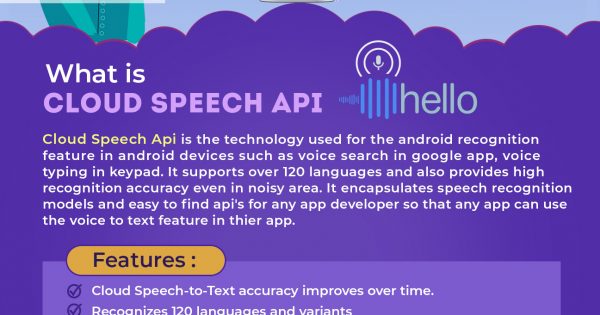 What is
CLOUD SPEECH API
hello
Cloud Speech Api is the technology used for the android recognition
feature in android devices such as voice search in google app, voice
typing in keypad. It supports over 120 languages and also provides high
recognition accuracy even in noisy area. It encapsulates speech recognition
models and easy to find api's for any app developer so that any app can use
the voice to text feature in thier app.
Features :
Cloud Speech-to-Text accuracy improves over time.
Recognizes 120 languages and variants